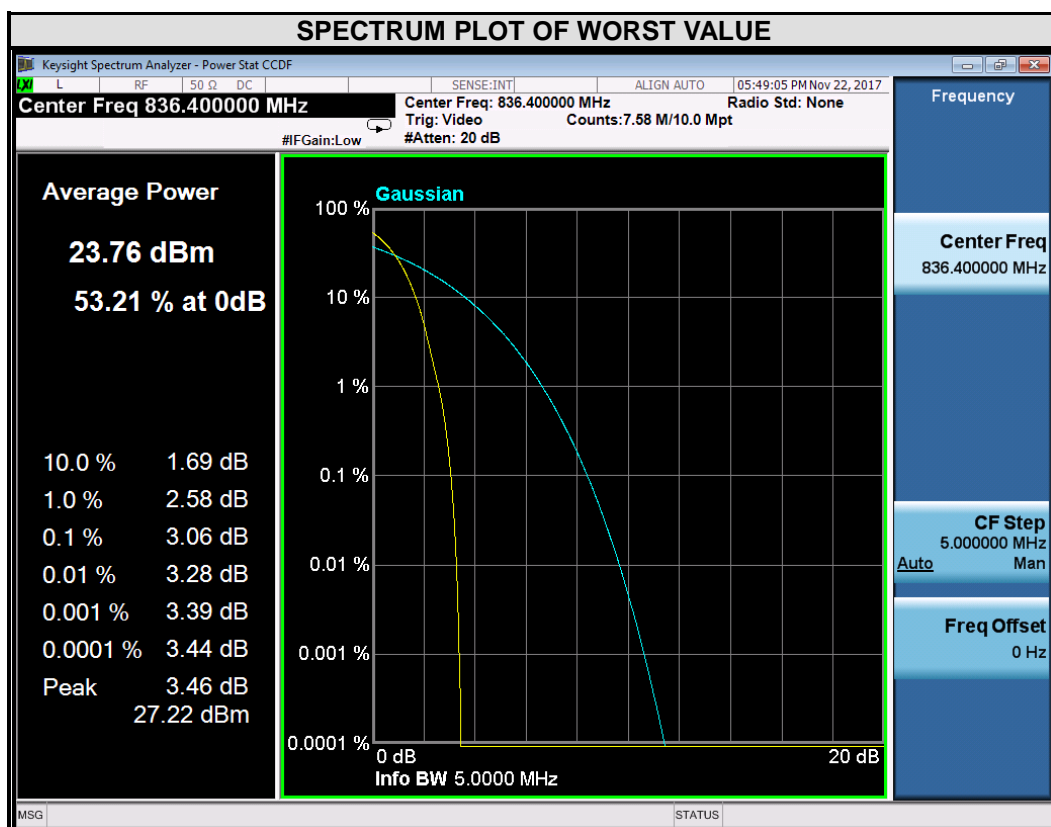 SPECTRUM PLOT OF WORST VALUE
Keysight Spectrum Analyzer - Power Stat CCDF
LXI L RF 50 Ω DC SENSE:INT ALIGN AUTO 05:49:05 PM Nov 22, 2017
Center Freq 836.400000 MHz
#IFGain:Low
Center Freq: 836.400000 MHz Radio Std: None
Trig: Video Counts:7.58 M/10.0 Mpt
#Atten: 20 dB
Average Power
23.76 dBm
53.21 % at 0dB
10.0 % 1.69 dB
1.0 % 2.58 dB
0.1 % 3.06 dB
0.01 % 3.28 dB
0.001 % 3.39 dB
0.0001 % 3.44 dB
Peak 3.46 dB
27.22 dBm
Gaussian
100 %
10 %
1 %
0.1 %
0.01 %
0.001 %
0.0001 %
0 dB 20 dB
Info BW 5.0000 MHz
Frequency
Center Freq
836.400000 MHz
CF Step
5.000000 MHz
Auto Man
Freq Offset
0 Hz
MSG STATUS